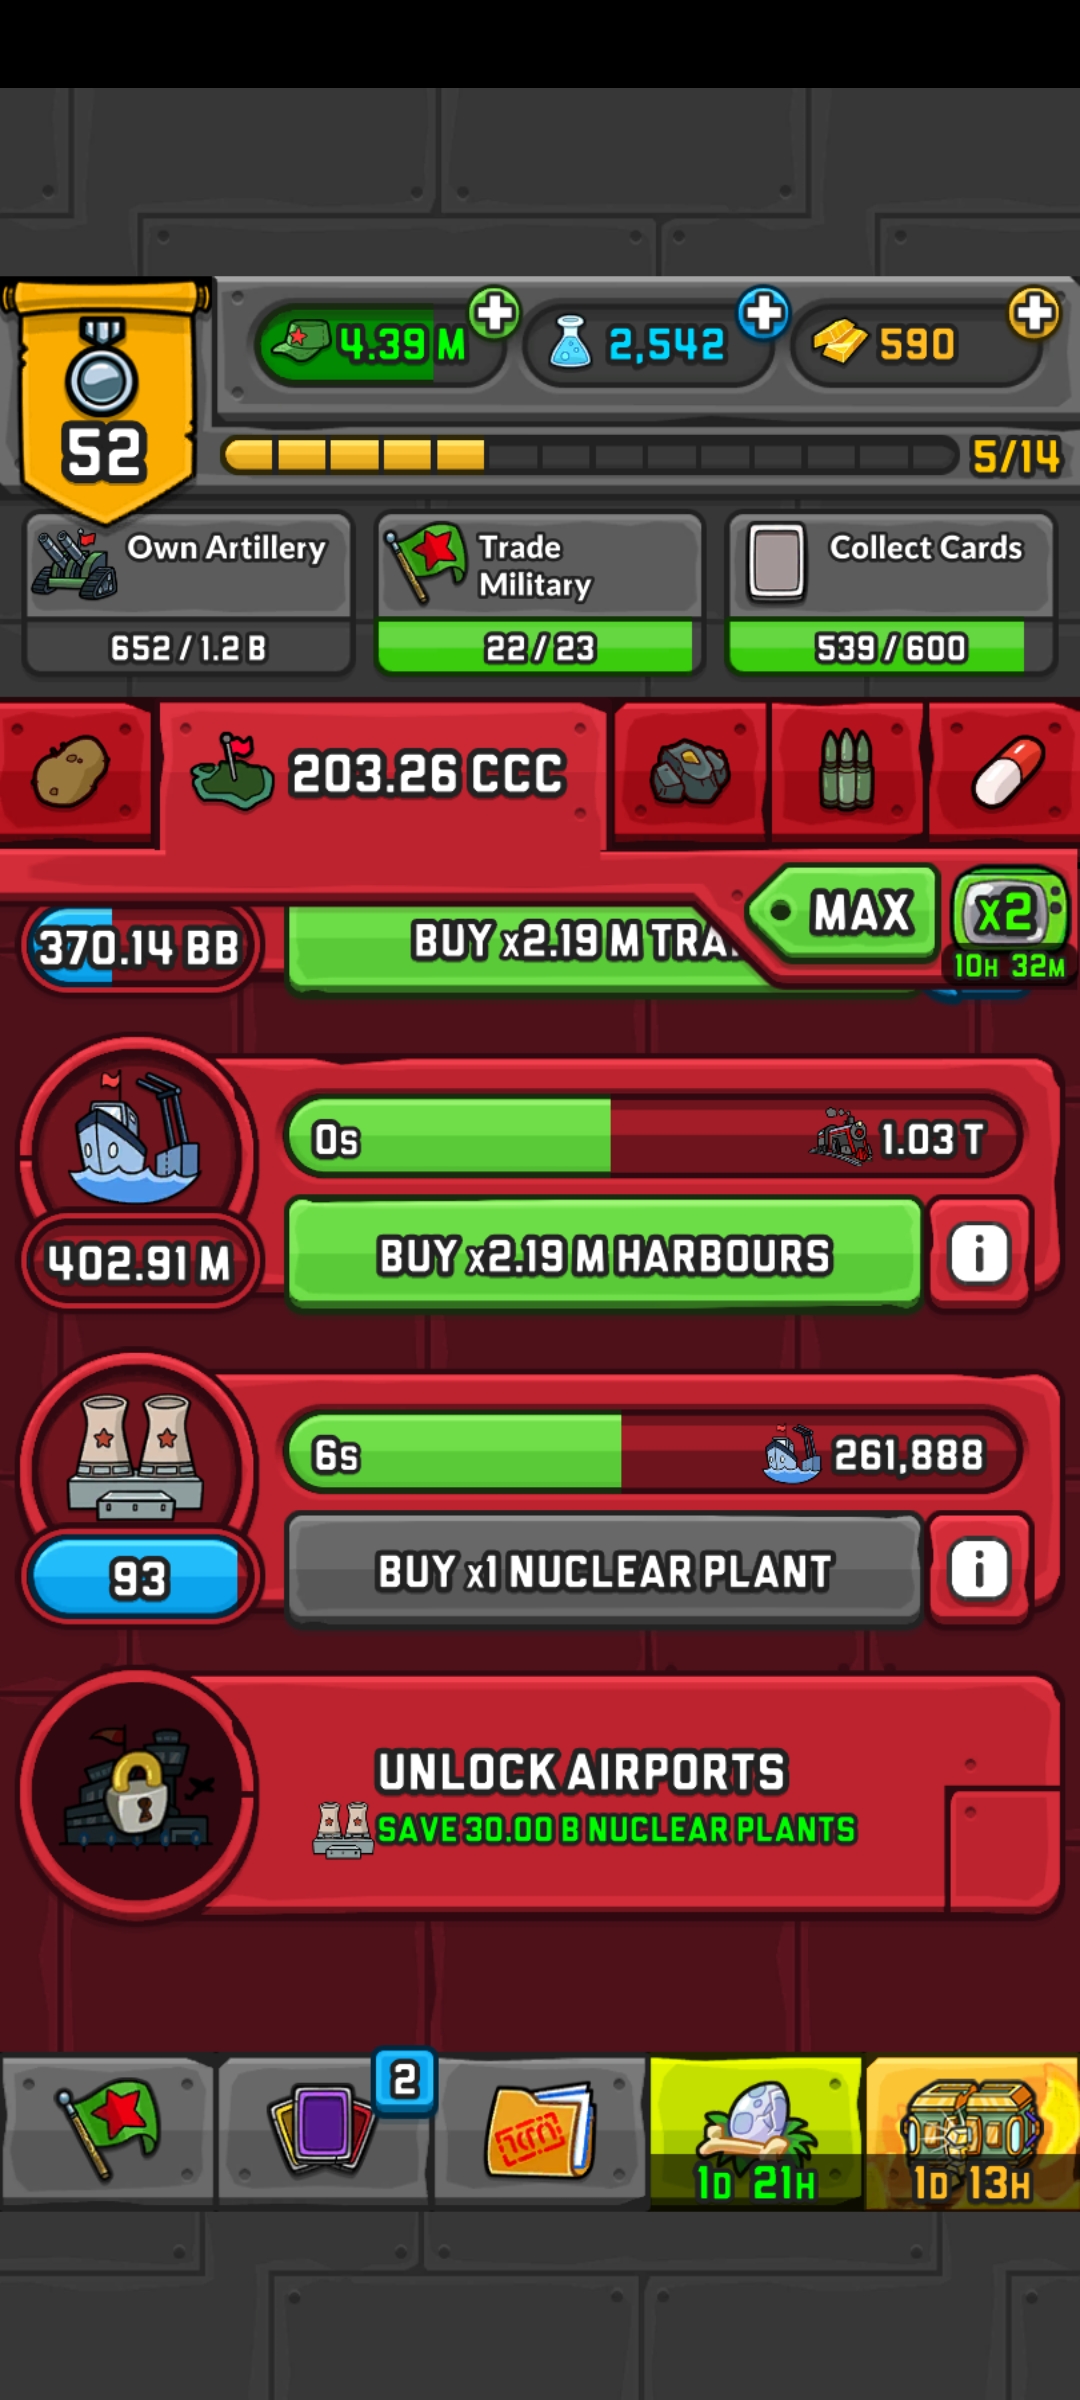 4.39 M
2,542
590
52
5/14
Own Artillery
652 / 1.2 B
Trade
Military
22 / 23
Collect Cards
539 / 600
203.26 CCC
MAX
x2
10H 32M
370.14 BB
BUY x2.19 M
0s
1.03 T
402.91 M
BUY x2.19 M HARBOURS
i
6s
261,888
93
BUY x1 NUCLEAR PLANT
i
UNLOCK AIRPORTS
SAVE 30.00 B NUCLEAR PLANTS
2
1D 21H
1D 13H